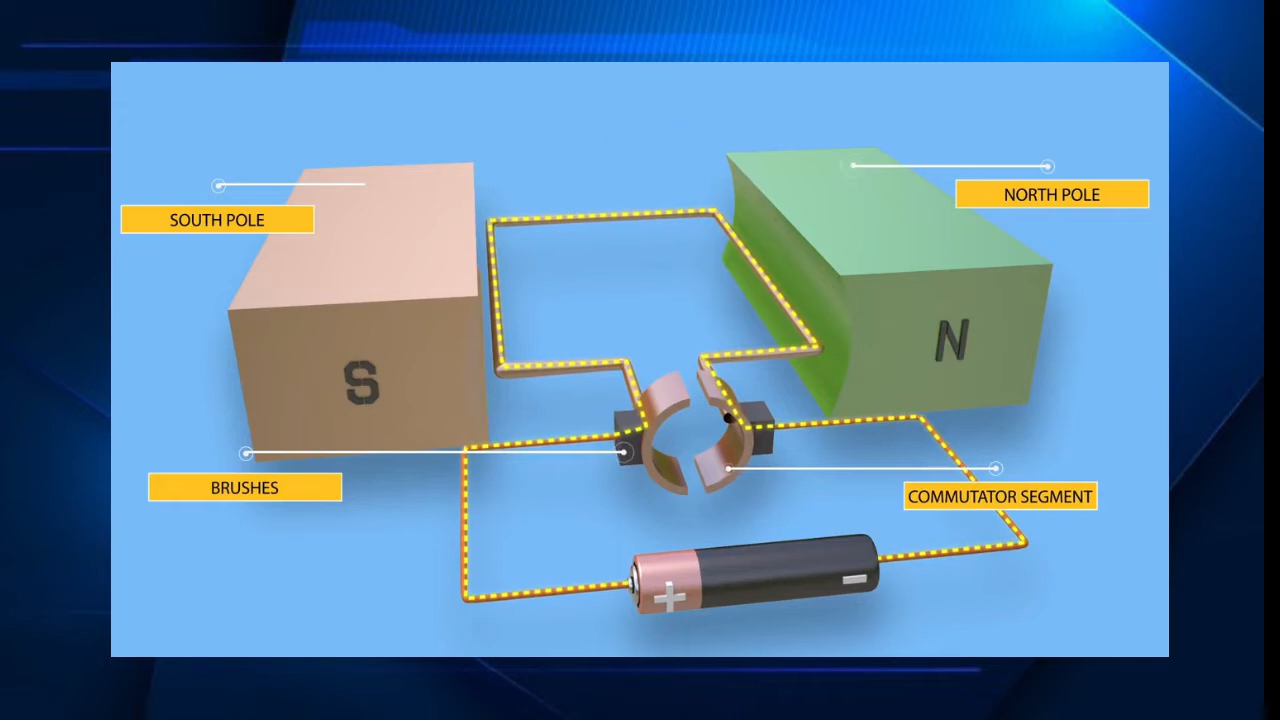 NORTH POLE
SOUTH POLE
N
S
BRUSHES
COMMUTATOR SEGMENT
+
-